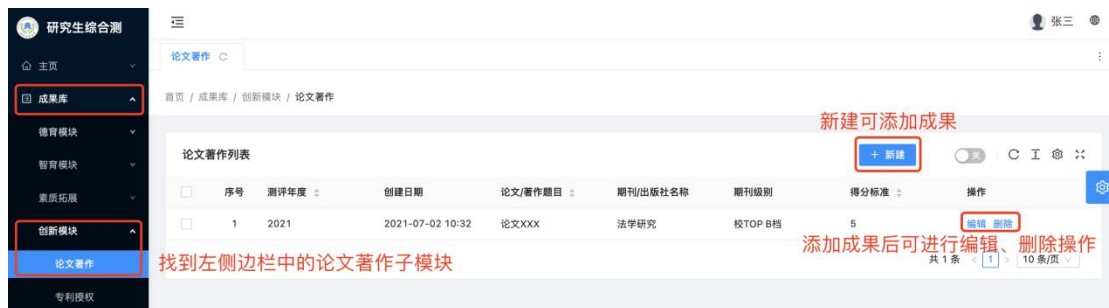 研究生综合测
张三
主页
论文著作
成果库
首页 / 成果库 / 创新模块 / 论文著作
新建可添加成果
德育模块
论文著作列表
+ 新建
关
智育模块
序号 测评年度 创建日期 论文/著作题目 期刊/出版社名称 期刊级别 得分标准 操作
素质拓展
1 2021 2021-07-02 10:32 论文XXX 法学研究 校TOP B档 5 编辑 删除
创新模块
添加成果后可进行编辑、删除操作
论文著作
找到左侧边栏中的论文著作子模块
共 1 条 < 1 > 10 条/页
专利授权